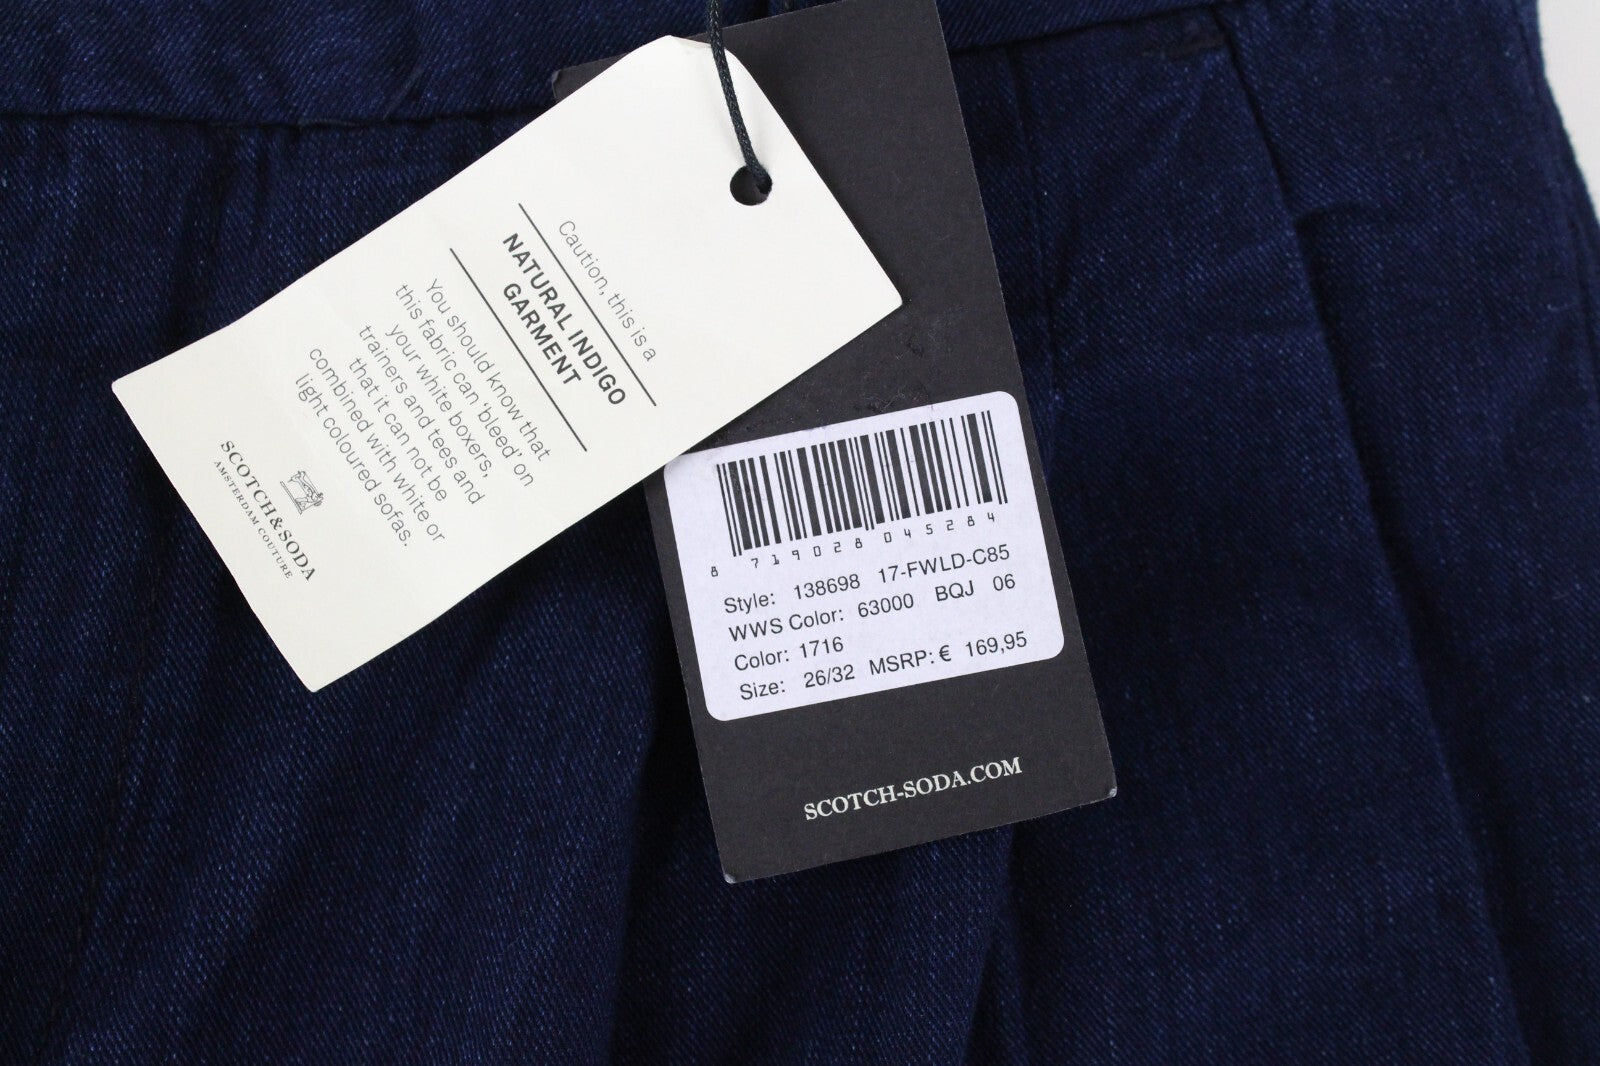 Caution, this is a
NATURAL INDIGO
GARMENT
You should know that
this fabric can 'bleed' on
your white boxers,
trainers and tees and
that it can not be
combined with white or
light coloured sofas.
SCOTCH & SODA
AMSTERDAM COUTURE
8 719028 045284
Style: 138698 17-FWLD-C85
WWS Color: 63000 BQJ 06
Color: 1716
Size: 26/32 MSRP: € 169,95
SCOTCH-SODA.COM